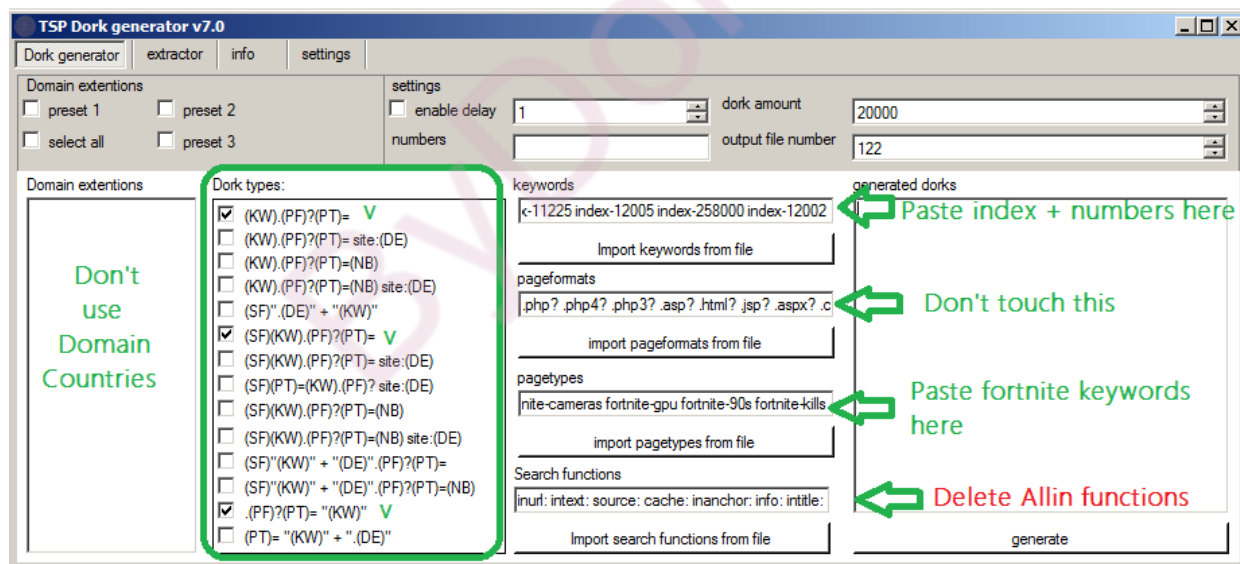 TSP Dork generator v7.0
Dork generator extractor info settings
Domain extentions
preset 1 preset 2
select all preset 3
settings
enable delay 1 dork amount 20000
numbers output file number 122
Domain extentions
Don't
use
Domain
Countries
Dork types:
(KW).(PF)?(PT)= V
(KW).(PF)?(PT)= site:(DE)
(KW).(PF)?(PT)=(NB)
(KW).(PF)?(PT)=(NB) site:(DE)
(SF)".(DE)" + "(KW)"
(SF)(KW).(PF)?(PT)= V
(SF)(KW).(PF)?(PT)= site:(DE)
(SF)(PT)=(KW).(PF)? site:(DE)
(SF)(KW).(PF)?(PT)=(NB)
(SF)(KW).(PF)?(PT)=(NB) site:(DE)
(SF)"(KW)" + "(DE)".(PF)?(PT)=
(SF)"(KW)" + "(DE)".(PF)?(PT)=(NB)
.(PF)?(PT)= "(KW)" V
(PT)= "(KW)" + ".(DE)"
keywords
x-11225 index-12005 index-258000 index-12002
Import keywords from file
pageformats
.php? .php4? .php3? .asp? .html? .jsp? .aspx? .c
import pageformats from file
pagetypes
nite-cameras fortnite-gpu fortnite-90s fortnite-kills
import pagetypes from file
Search functions
inurl: intext: source: cache: inanchor: info: intitle:
Import search functions from file
generated dorks
Paste index + numbers here
Don't touch this
Paste fortnite keywords
here
Delete Allin functions
generate